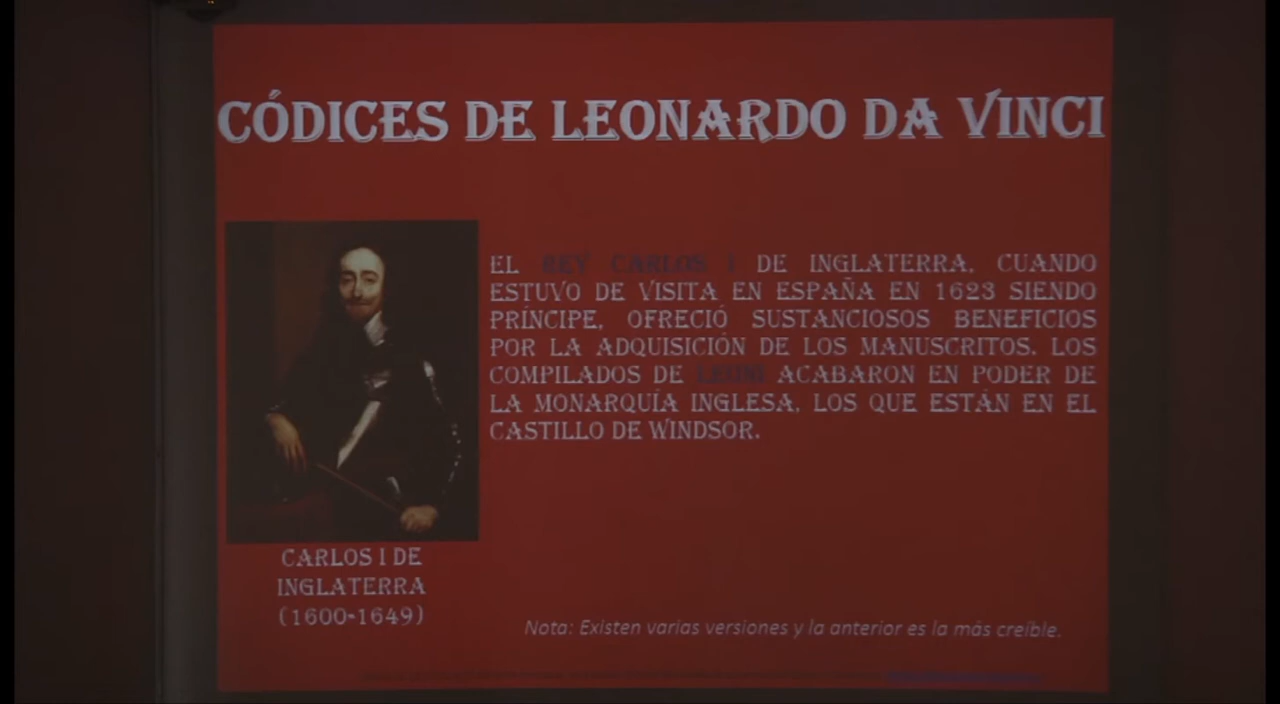 CÓDICES DE LEONARDO DA VINCI
EL REY CARLOS I DE INGLATERRA, CUANDO
ESTUVO DE VISITA EN ESPAÑA EN 1623 SIENDO
PRÍNCIPE, OFRECIÓ SUSTANCIOSOS BENEFICIOS
POR LA ADQUISICIÓN DE LOS MANUSCRITOS. LOS
COMPILADOS DE LEONI ACABARON EN PODER DE
LA MONARQUÍA INGLESA, LOS QUE ESTÁN EN EL
CASTILLO DE WINDSOR.
CARLOS I DE
INGLATERRA
(1600-1649)
Nota: Existen varias versiones y la anterior es la más creíble.